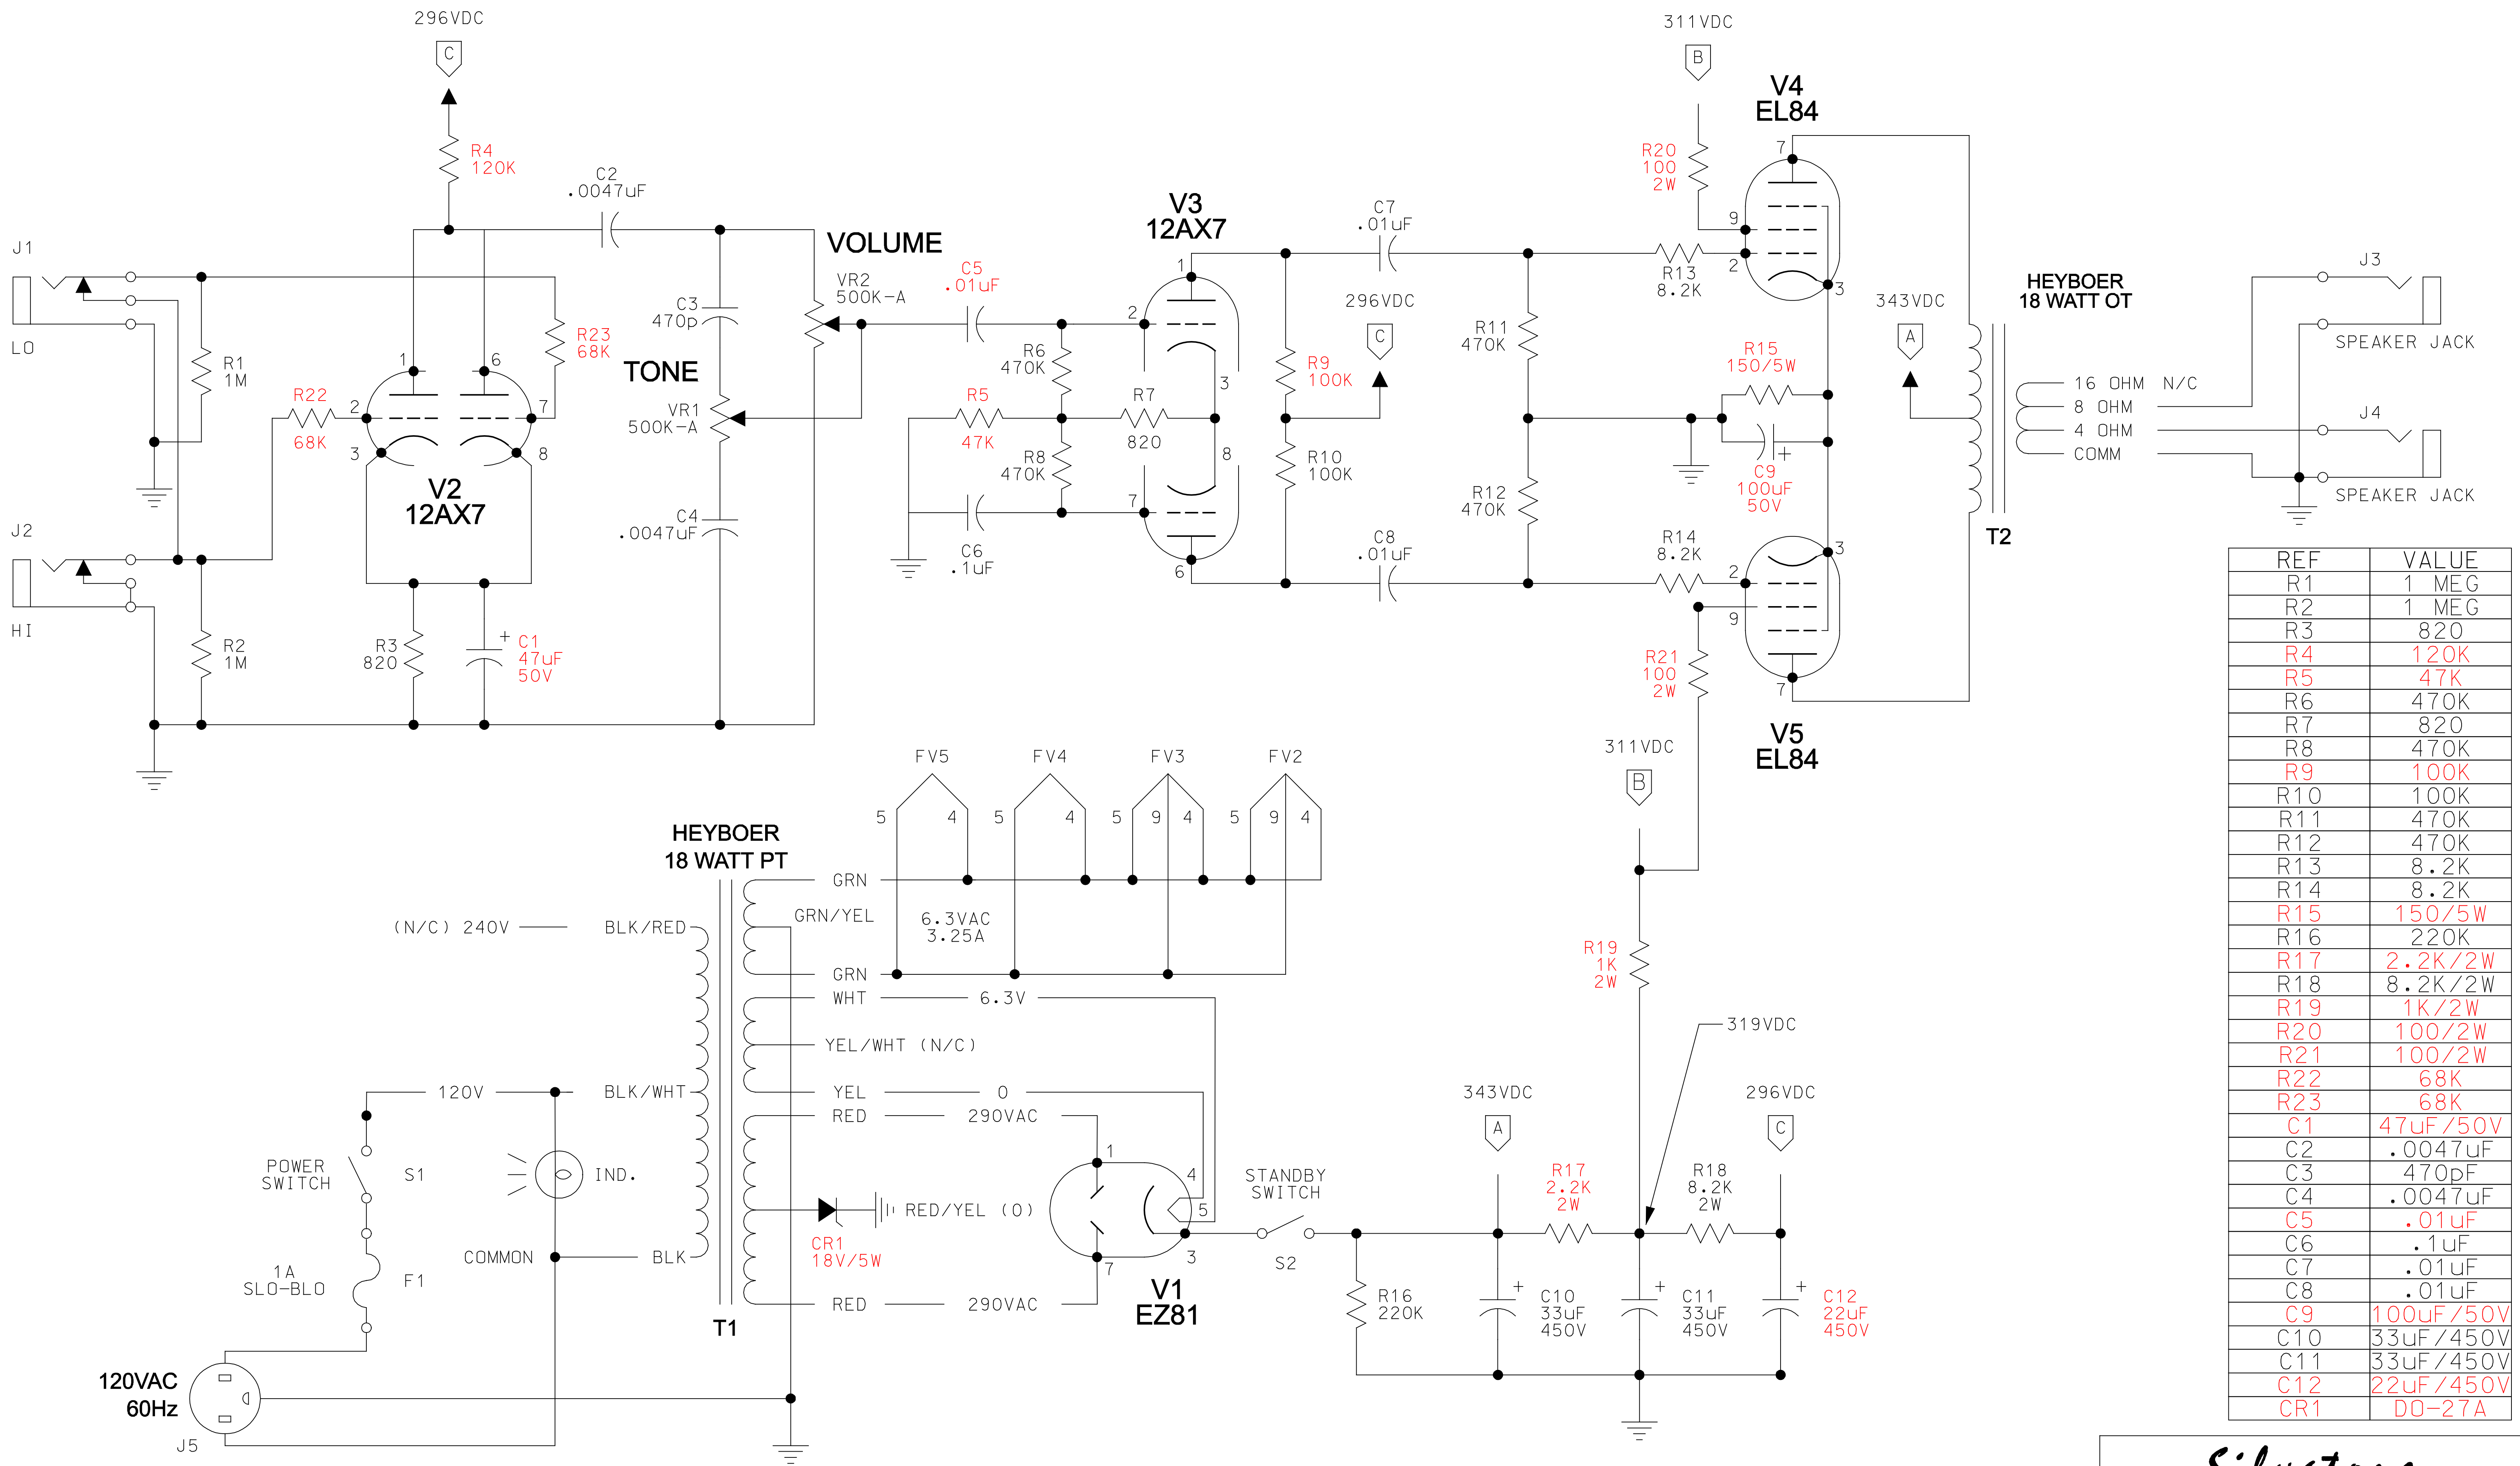 296VDC
C
R4
120K
C2
.0047uF
J1
LO
R1
1M
R22
68K
1
6
2
7
3
8
R23
68K
V2
12AX7
J2
HI
R2
1M
R3
820
+
C1
47uF
50V
VOLUME
VR2
500K-A
C3
470p
TONE
VR1
500K-A
C4
.0047uF
C5
.01uF
R6
470K
R5
47K
R7
820
R8
470K
C6
.1uF
V3
12AX7
1
2
3
8
7
6
C7
.01uF
296VDC
C
R9
100K
R10
100K
C8
.01uF
R11
470K
R12
470K
311VDC
B
R20
100
2W
V4
EL84
7
9
2
3
R13
8.2K
R15
150/5W
C9
+
100uF
50V
R14
8.2K
2
9
3
7
R21
100
2W
V5
EL84
311VDC
B
343VDC
A
HEYBOER
18 WATT OT
T2
16 OHM N/C
8 OHM
4 OHM
COMM
J3
SPEAKER JACK
J4
SPEAKER JACK
FV5
FV4
FV3
FV2
5
4
5
4
5
9
4
5
9
4
HEYBOER
18 WATT PT
(N/C) 240V
BLK/RED
GRN
GRN/YEL
6.3VAC
3.25A
GRN
WHT
6.3V
YEL/WHT (N/C)
120V
BLK/WHT
YEL
0
RED
290VAC
POWER
SWITCH
S1
IND.
COMMON
BLK
1A
SLO-BLO
F1
CR1
18V/5W
RED/YEL (0)
RED
290VAC
T1
120VAC
60Hz
J5
1
4
5
3
7
V1
EZ81
STANDBY
SWITCH
S2
R19
1K
2W
319VDC
343VDC
A
296VDC
C
R17
2.2K
2W
R18
8.2K
2W
R16
220K
+
C10
33uF
450V
+
C11
33uF
450V
+
C12
22uF
450V
REF VALUE
R1 1 MEG
R2 1 MEG
R3 820
R4 120K
R5 47K
R6 470K
R7 820
R8 470K
R9 100K
R10 100K
R11 470K
R12 470K
R13 8.2K
R14 8.2K
R15 150/5W
R16 220K
R17 2.2K/2W
R18 8.2K/2W
R19 1K/2W
R20 100/2W
R21 100/2W
R22 68K
R23 68K
C1 47uF/50V
C2 .0047uF
C3 470pF
C4 .0047uF
C5 .01uF
C6 .1uF
C7 .01uF
C8 .01uF
C9 100uF/50V
C10 33uF/450V
C11 33uF/450V
C12 22uF/450V
CR1 DO-27A